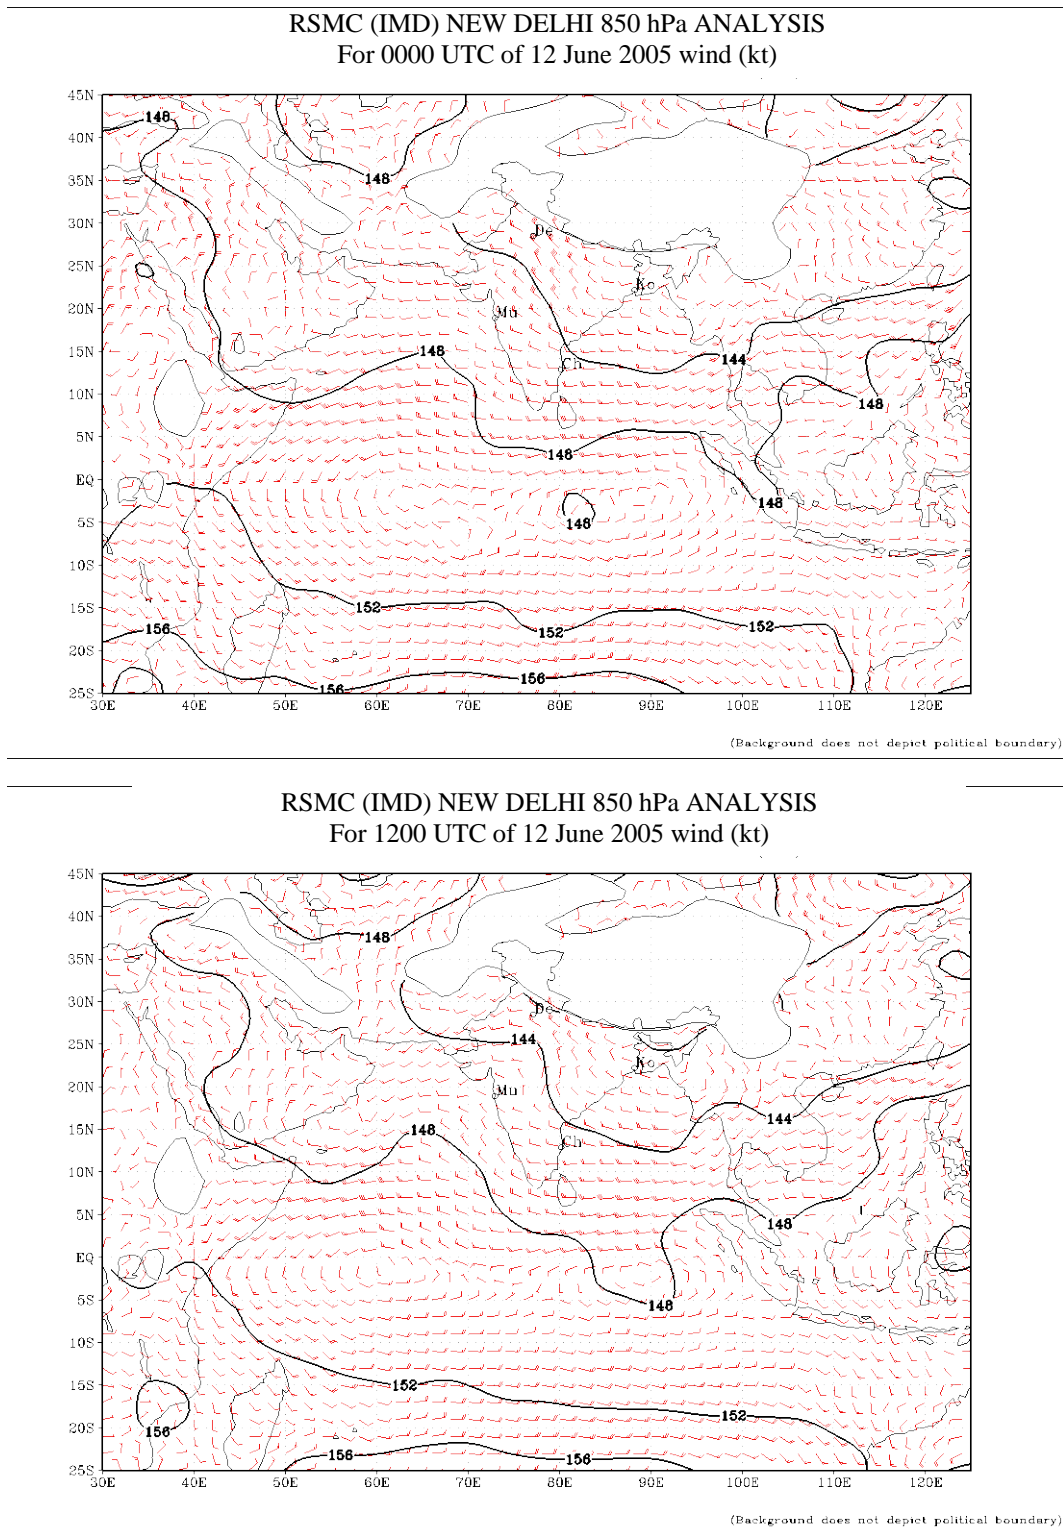 RSMC (IMD) NEW DELHI 850 hPa ANALYSIS
For 0000 UTC of 12 June 2005 wind (kt)
45N
148
40N
148
35N
30N
De
25N
Ko
20N
Mu
148
144
15N
Ch
10N
148
5N
148
EQ
148
148
5S
10S
152
15S
156
152
152
20S
156
156
25S
30E 40E 50E 60E 70E 80E 90E 100E 110E 120E
(Background does not depict political boundary)
RSMC (IMD) NEW DELHI 850 hPa ANALYSIS
For 1200 UTC of 12 June 2005 wind (kt)
45N
40N
148
35N
30N
De
144
25N
Ko
20N
Mu
144
148
15N
Ch
10N
148
5N
EQ
148
5S
10S
152
15S
152
156
20S
156
156
25S
30E 40E 50E 60E 70E 80E 90E 100E 110E 120E
(Background does not depict political boundary)